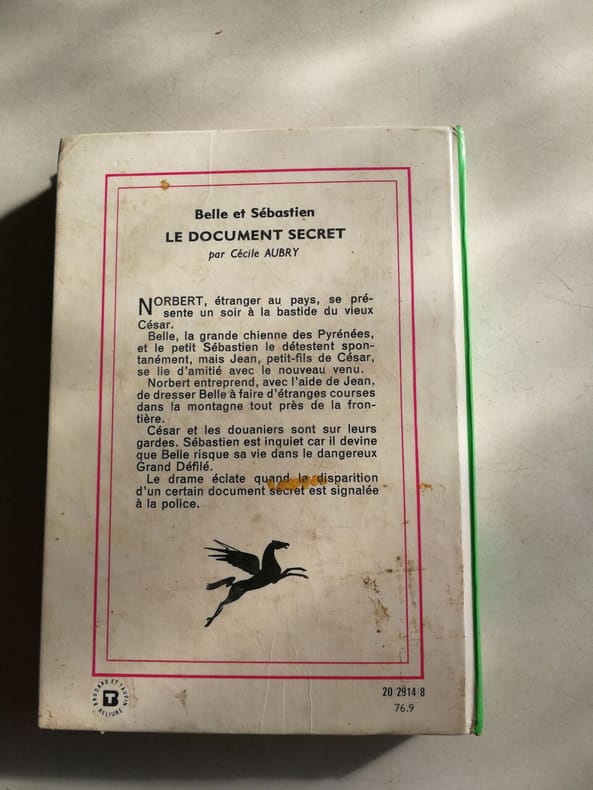 Belle et Sébastien
LE DOCUMENT SECRET
par Cécile AUBRY
NORBERT, étranger au pays, se pré-
sente un soir à la bastide du vieux
César.
Belle, la grande chienne des Pyrénées,
et le petit Sébastien le détestent spon-
tanément, mais Jean, petit-fils de César,
se lie d'amitié avec le nouveau venu.
Norbert entreprend, avec l'aide de Jean,
de dresser Belle à faire d'étranges courses
dans la montagne tout près de la fron-
tière.
César et les douaniers sont sur leurs
gardes. Sébastien est inquiet car il devine
que Belle risque sa vie dans le dangereux
Grand Défilé.
Le drame éclate quand la disparition
d'un certain document secret est signalée
à la police.
BRODARD ET TAUPIN
RELIURE
BT
20 2914 8
76.9